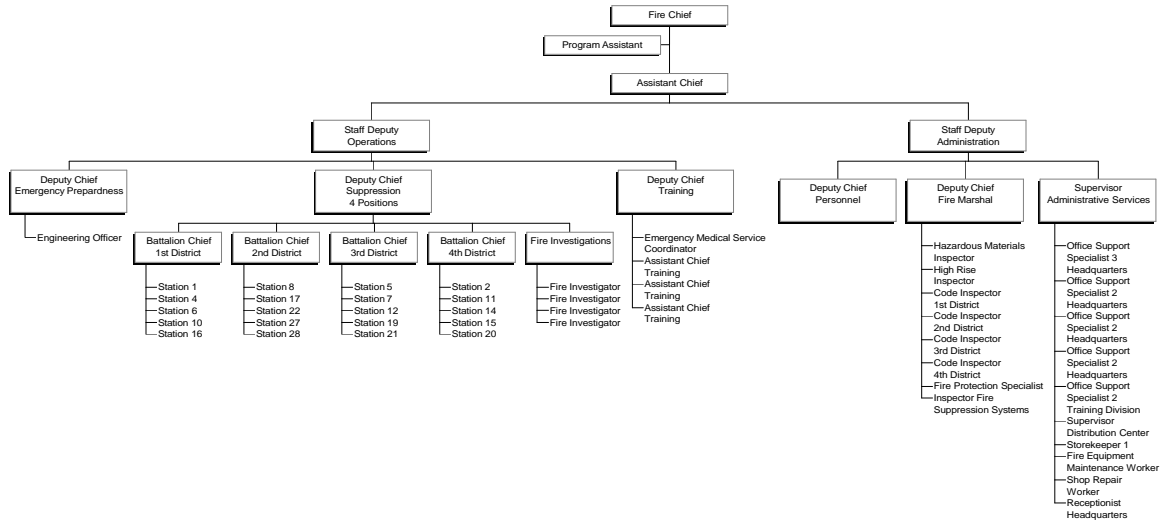 Fire Chief
Program Assistant
Assistant Chief
Staff Deputy
Operations
Staff Deputy
Administration
Deputy Chief
Emergency Prepardness
Engineering Officer
Deputy Chief
Suppression
4 Positions
Battalion Chief
1st District
Station 1
Station 4
Station 6
Station 10
Station 16
Battalion Chief
2nd District
Station 8
Station 17
Station 22
Station 27
Station 28
Battalion Chief
3rd District
Station 5
Station 7
Station 12
Station 19
Station 21
Battalion Chief
4th District
Station 2
Station 11
Station 14
Station 15
Station 20
Fire Investigations
Fire Investigator
Fire Investigator
Fire Investigator
Fire Investigator
Deputy Chief
Training
Emergency Medical Service
Coordinator
Assistant Chief
Training
Assistant Chief
Training
Assistant Chief
Training
Deputy Chief
Personnel
Deputy Chief
Fire Marshal
Hazardous Materials
Inspector
High Rise
Inspector
Code Inspector
1st District
Code Inspector
2nd District
Code Inspector
3rd District
Code Inspector
4th District
Fire Protection Specialist
Inspector Fire
Suppression Systems
Supervisor
Administrative Services
Office Support
Specialist 3
Headquarters
Office Support
Specialist 2
Headquarters
Office Support
Specialist 2
Headquarters
Office Support
Specialist 2
Headquarters
Office Support
Specialist 2
Training Division
Supervisor
Distribution Center
Storekeeper 1
Fire Equipment
Maintenance Worker
Shop Repair
Worker
Receptionist
Headquarters